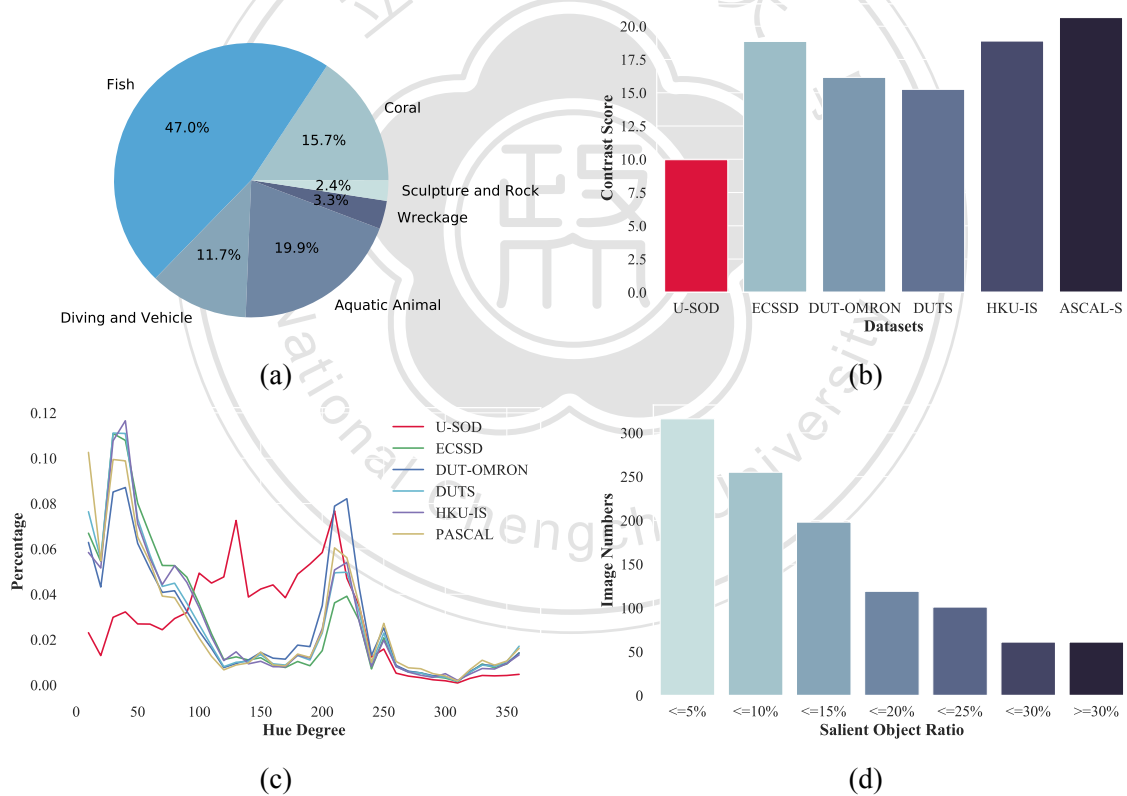 Fish
47.0%
Coral
15.7%
2.4%
Sculpture and Rock
3.3%
Wreckage
19.9%
Aquatic Animal
11.7%
Diving and Vehicle
(a)
Contrast Score
20.0
17.5
15.0
12.5
10.0
7.5
5.0
2.5
0.0
U-SOD ECSSD DUT-OMRON DUTS HKU-IS ASCAL-S
Datasets
(b)
Percentage
0.12
0.10
0.08
0.06
0.04
0.02
0.00
0 50 100 150 200 250 300 350
Hue Degree
U-SOD
ECSSD
DUT-OMRON
DUTS
HKU-IS
PASCAL
(c)
Image Numbers
300
250
200
150
100
50
0
<=5% <=10% <=15% <=20% <=25% <=30% >=30%
Salient Object Ratio
(d)
National Chengchi University
政